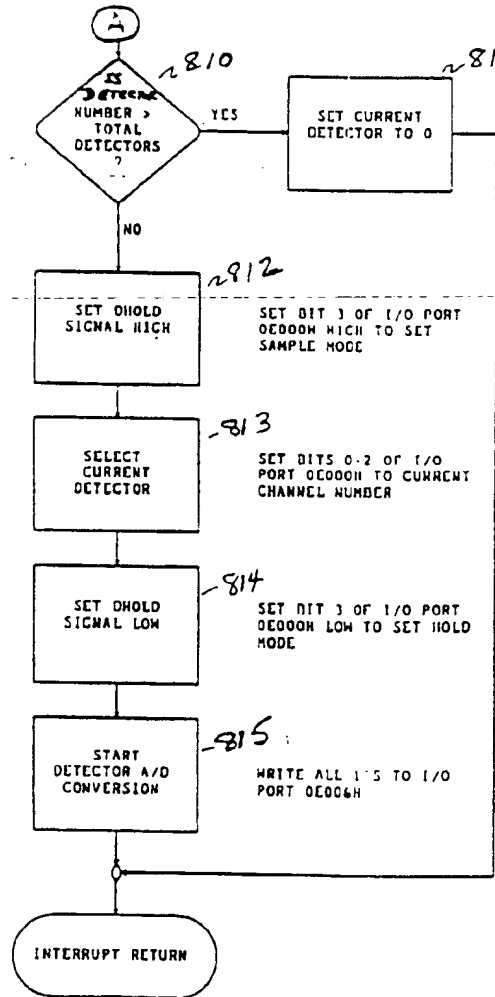 A
810
IS
DETECTOR
NUMBER >
TOTAL
DETECTORS
?
YES
81
SET CURRENT
DETECTOR TO 0
NO
812
SET DHOLD
SIGNAL HIGH
SET BIT 3 OF I/O PORT
0E000H HIGH TO SET
SAMPLE MODE
813
SELECT
CURRENT
DETECTOR
SET BITS 0-2 OF I/O
PORT 0E000H TO CURRENT
CHANNEL NUMBER
814
SET DHOLD
SIGNAL LOW
SET BIT 3 OF I/O PORT
0E000H LOW TO SET HOLD
MODE
815
START
DETECTOR A/D
CONVERSION
WRITE ALL 1'S TO I/O
PORT 0E006H
INTERRUPT RETURN